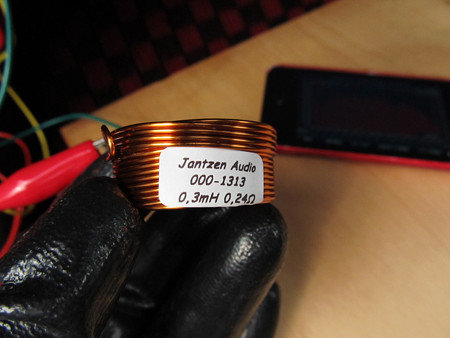 Jantzen Audio
000-1313
0,3mH 0,24Ω